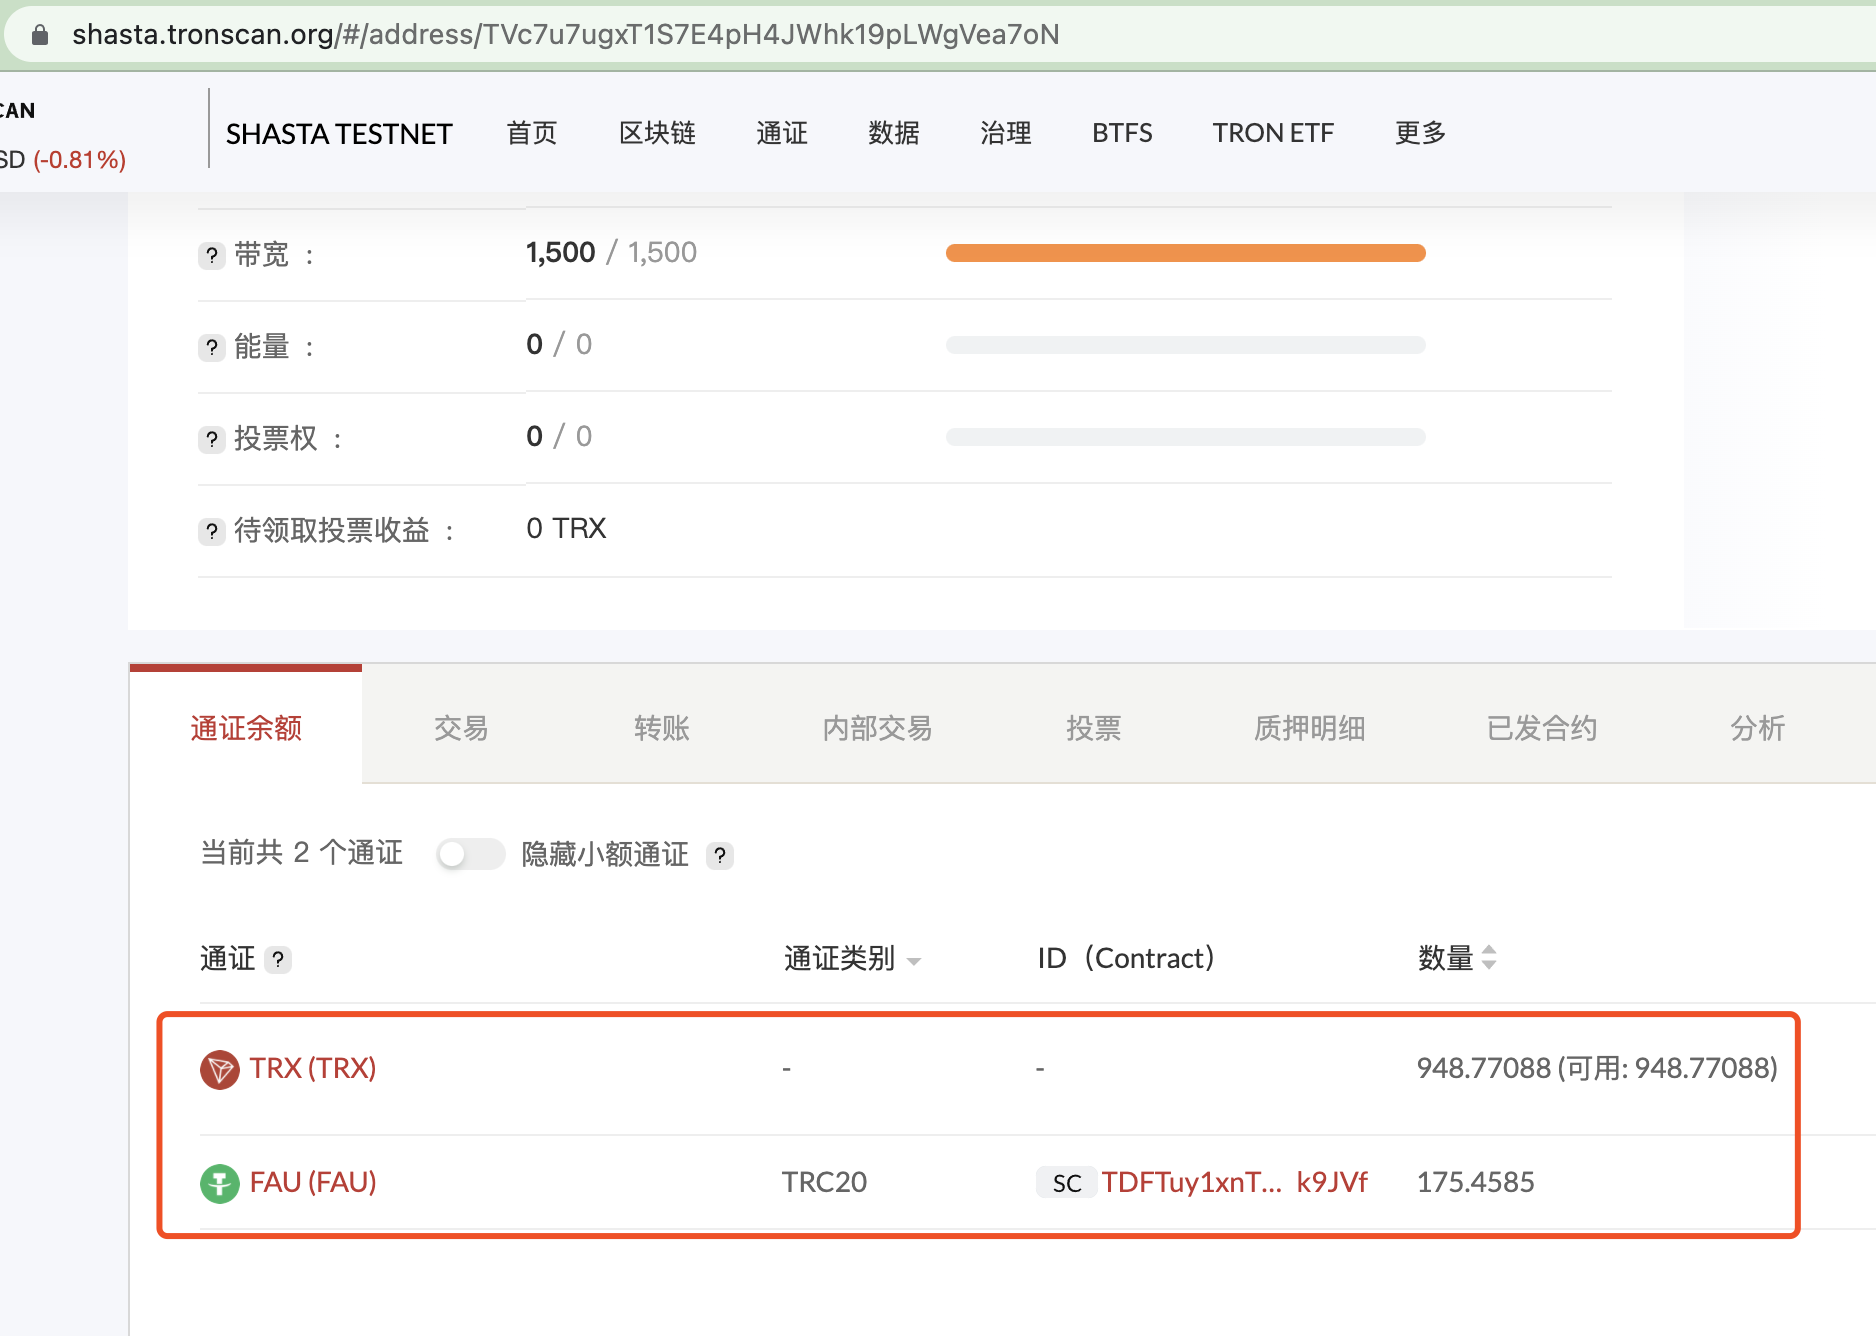 shasta.tronscan.org/#/address/TVc7u7ugxT1S7E4pH4JWhk19pLWgVea7oN
CAN
SD (-0.81%)
SHASTA TESTNET 首页 区块链 通证 数据 治理 BTFS TRON ETF 更多
? 带宽 : 1,500 / 1,500
? 能量 : 0 / 0
? 投票权 : 0 / 0
? 待领取投票收益 : 0 TRX
通证余额 交易 转账 内部交易 投票 质押明细 已发合约 分析
当前共 2 个通证 隐藏小额通证 ?
通证 ? 通证类别 ID（Contract） 数量
TRX (TRX) - - 948.77088 (可用: 948.77088)
FAU (FAU) TRC20 SC TDFTuy1xnT... k9JVf 175.4585